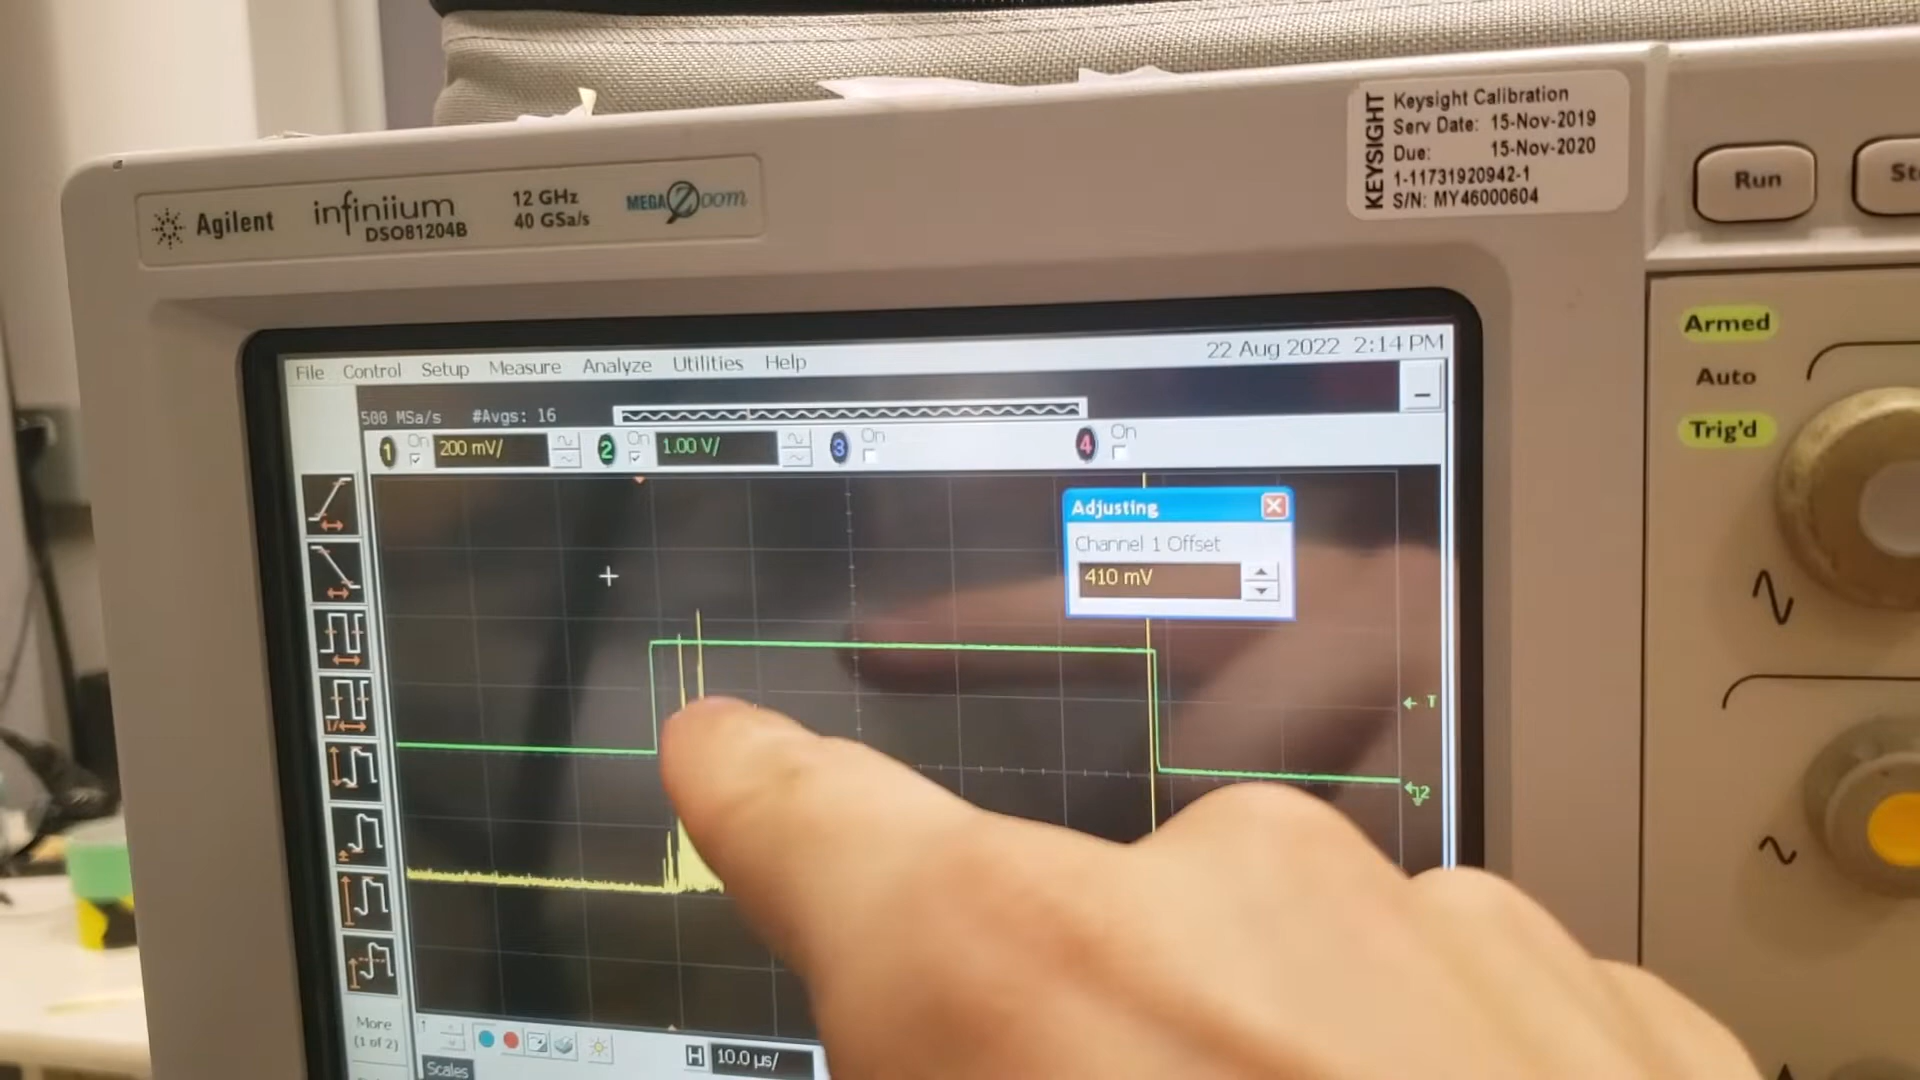 KEYSIGHT
Keysight Calibration
Serv Date: 15-Nov-2019
Due: 15-Nov-2020
1-11731920942-1
S/N: MY46000604
Run
Agilent
infiniium
DSO81204B
12 GHz
40 GSa/s
MEGA Zoom
Armed
Auto
Trig'd
File Control Setup Measure Analyze Utilities Help
22 Aug 2022 2:14 PM
500 MSa/s #Avgs: 16
1 On 200 mV/
2 On 1.00 V/
3 On
4 On
Adjusting
Channel 1 Offset
410 mV
T
2
More
(1 of 2)
Scales
H 10.0 µs/